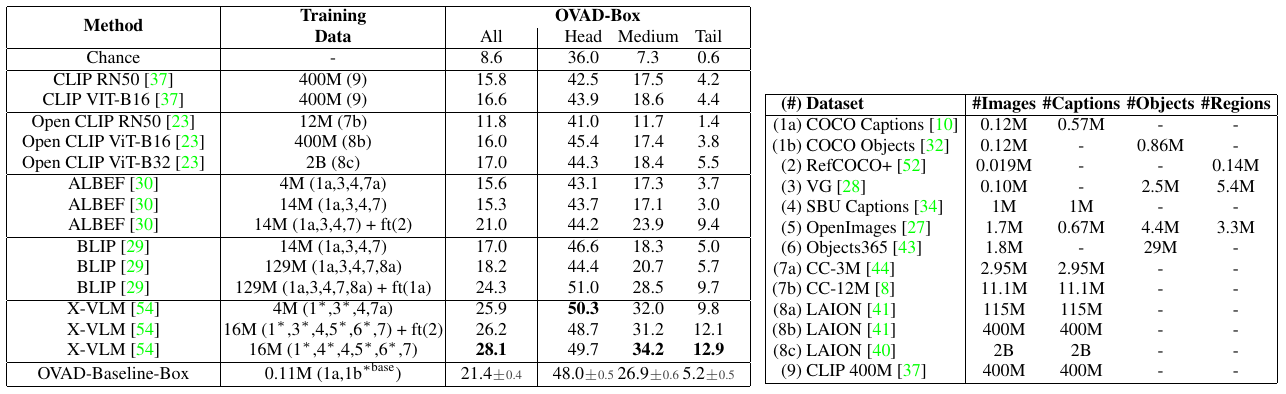 Method Training Data OVAD-Box
All Head Medium Tail
Chance - 8.6 36.0 7.3 0.6
CLIP RN50 [37] 400M (9) 15.8 42.5 17.5 4.2
CLIP VIT-B16 [37] 400M (9) 16.6 43.9 18.6 4.4
Open CLIP RN50 [23] 12M (7b) 11.8 41.0 11.7 1.4
Open CLIP ViT-B16 [23] 400M (8b) 16.0 45.4 17.4 3.8
Open CLIP ViT-B32 [23] 2B (8c) 17.0 44.3 18.4 5.5
ALBEF [30] 4M (1a,3,4,7a) 15.6 43.1 17.3 3.7
ALBEF [30] 14M (1a,3,4,7) 15.3 43.7 17.1 3.0
ALBEF [30] 14M (1a,3,4,7) + ft(2) 21.0 44.2 23.9 9.4
BLIP [29] 14M (1a,3,4,7) 17.0 46.6 18.3 5.0
BLIP [29] 129M (1a,3,4,7,8a) 18.2 44.4 20.7 5.7
BLIP [29] 129M (1a,3,4,7,8a) + ft(1a) 24.3 51.0 28.5 9.7
X-VLM [54] 4M (1*,3*,4,7a) 25.9 50.3 32.0 9.8
X-VLM [54] 16M (1*,3*,4,5*,6*,7) + ft(2) 26.2 48.7 31.2 12.1
X-VLM [54] 16M (1*,4*,4,5*,6*,7) 28.1 49.7 34.2 12.9
OVAD-Baseline-Box 0.11M (1a,1b*base) 21.4±0.4 48.0±0.5 26.9±0.6 5.2±0.5
(#) Dataset #Images #Captions #Objects #Regions
(1a) COCO Captions [10] 0.12M 0.57M - -
(1b) COCO Objects [32] 0.12M - 0.86M -
(2) RefCOCO+ [52] 0.019M - - 0.14M
(3) VG [28] 0.10M - 2.5M 5.4M
(4) SBU Captions [34] 1M 1M - -
(5) OpenImages [27] 1.7M 0.67M 4.4M 3.3M
(6) Objects365 [43] 1.8M - 29M -
(7a) CC-3M [44] 2.95M 2.95M - -
(7b) CC-12M [8] 11.1M 11.1M - -
(8a) LAION [41] 115M 115M - -
(8b) LAION [41] 400M 400M - -
(8c) LAION [40] 2B 2B - -
(9) CLIP 400M [37] 400M 400M - -